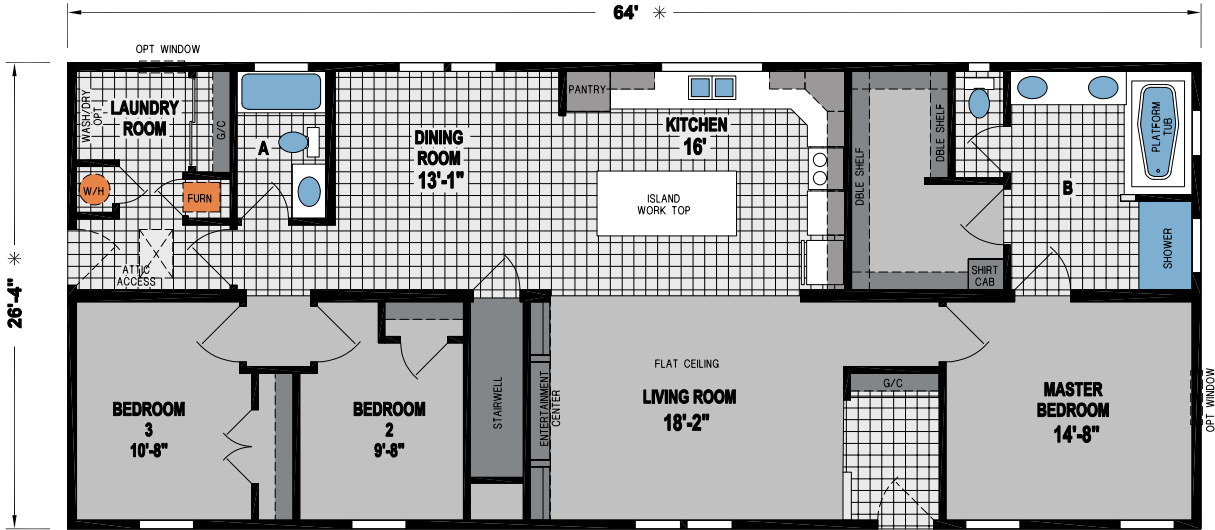 64' ✳
OPT WINDOW
LAUNDRY
ROOM
WASH/DRY
OPT
G/C
A
W/H
FURN
DINING
ROOM
13'-1"
PANTRY
KITCHEN
16'
ISLAND
WORK TOP
DBLE SHELF
DBLE SHELF
B
PLATFORM
TUB
SHOWER
SHIRT
CAB
X
ATTIC
ACCESS
26'-4" ✳
BEDROOM
3
10'-8"
BEDROOM
2
9'-8"
STAIRWELL
ENTERTAINMENT
CENTER
FLAT CEILING
LIVING ROOM
18'-2"
G/C
MASTER
BEDROOM
14'-8"
OPT WINDOW